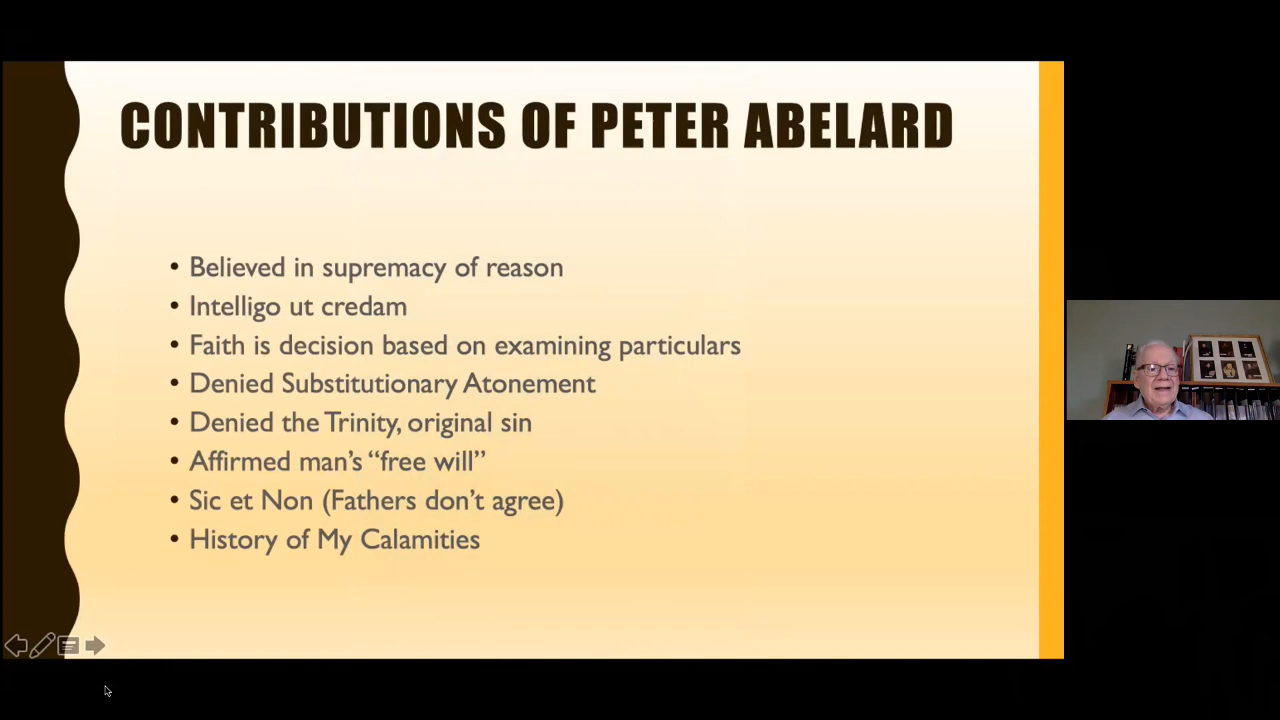 CONTRIBUTIONS OF PETER ABELARD
• Believed in supremacy of reason
• Intelligo ut credam
• Faith is decision based on examining particulars
• Denied Substitutionary Atonement
• Denied the Trinity, original sin
• Affirmed man's “free will”
• Sic et Non (Fathers don't agree)
• History of My Calamities